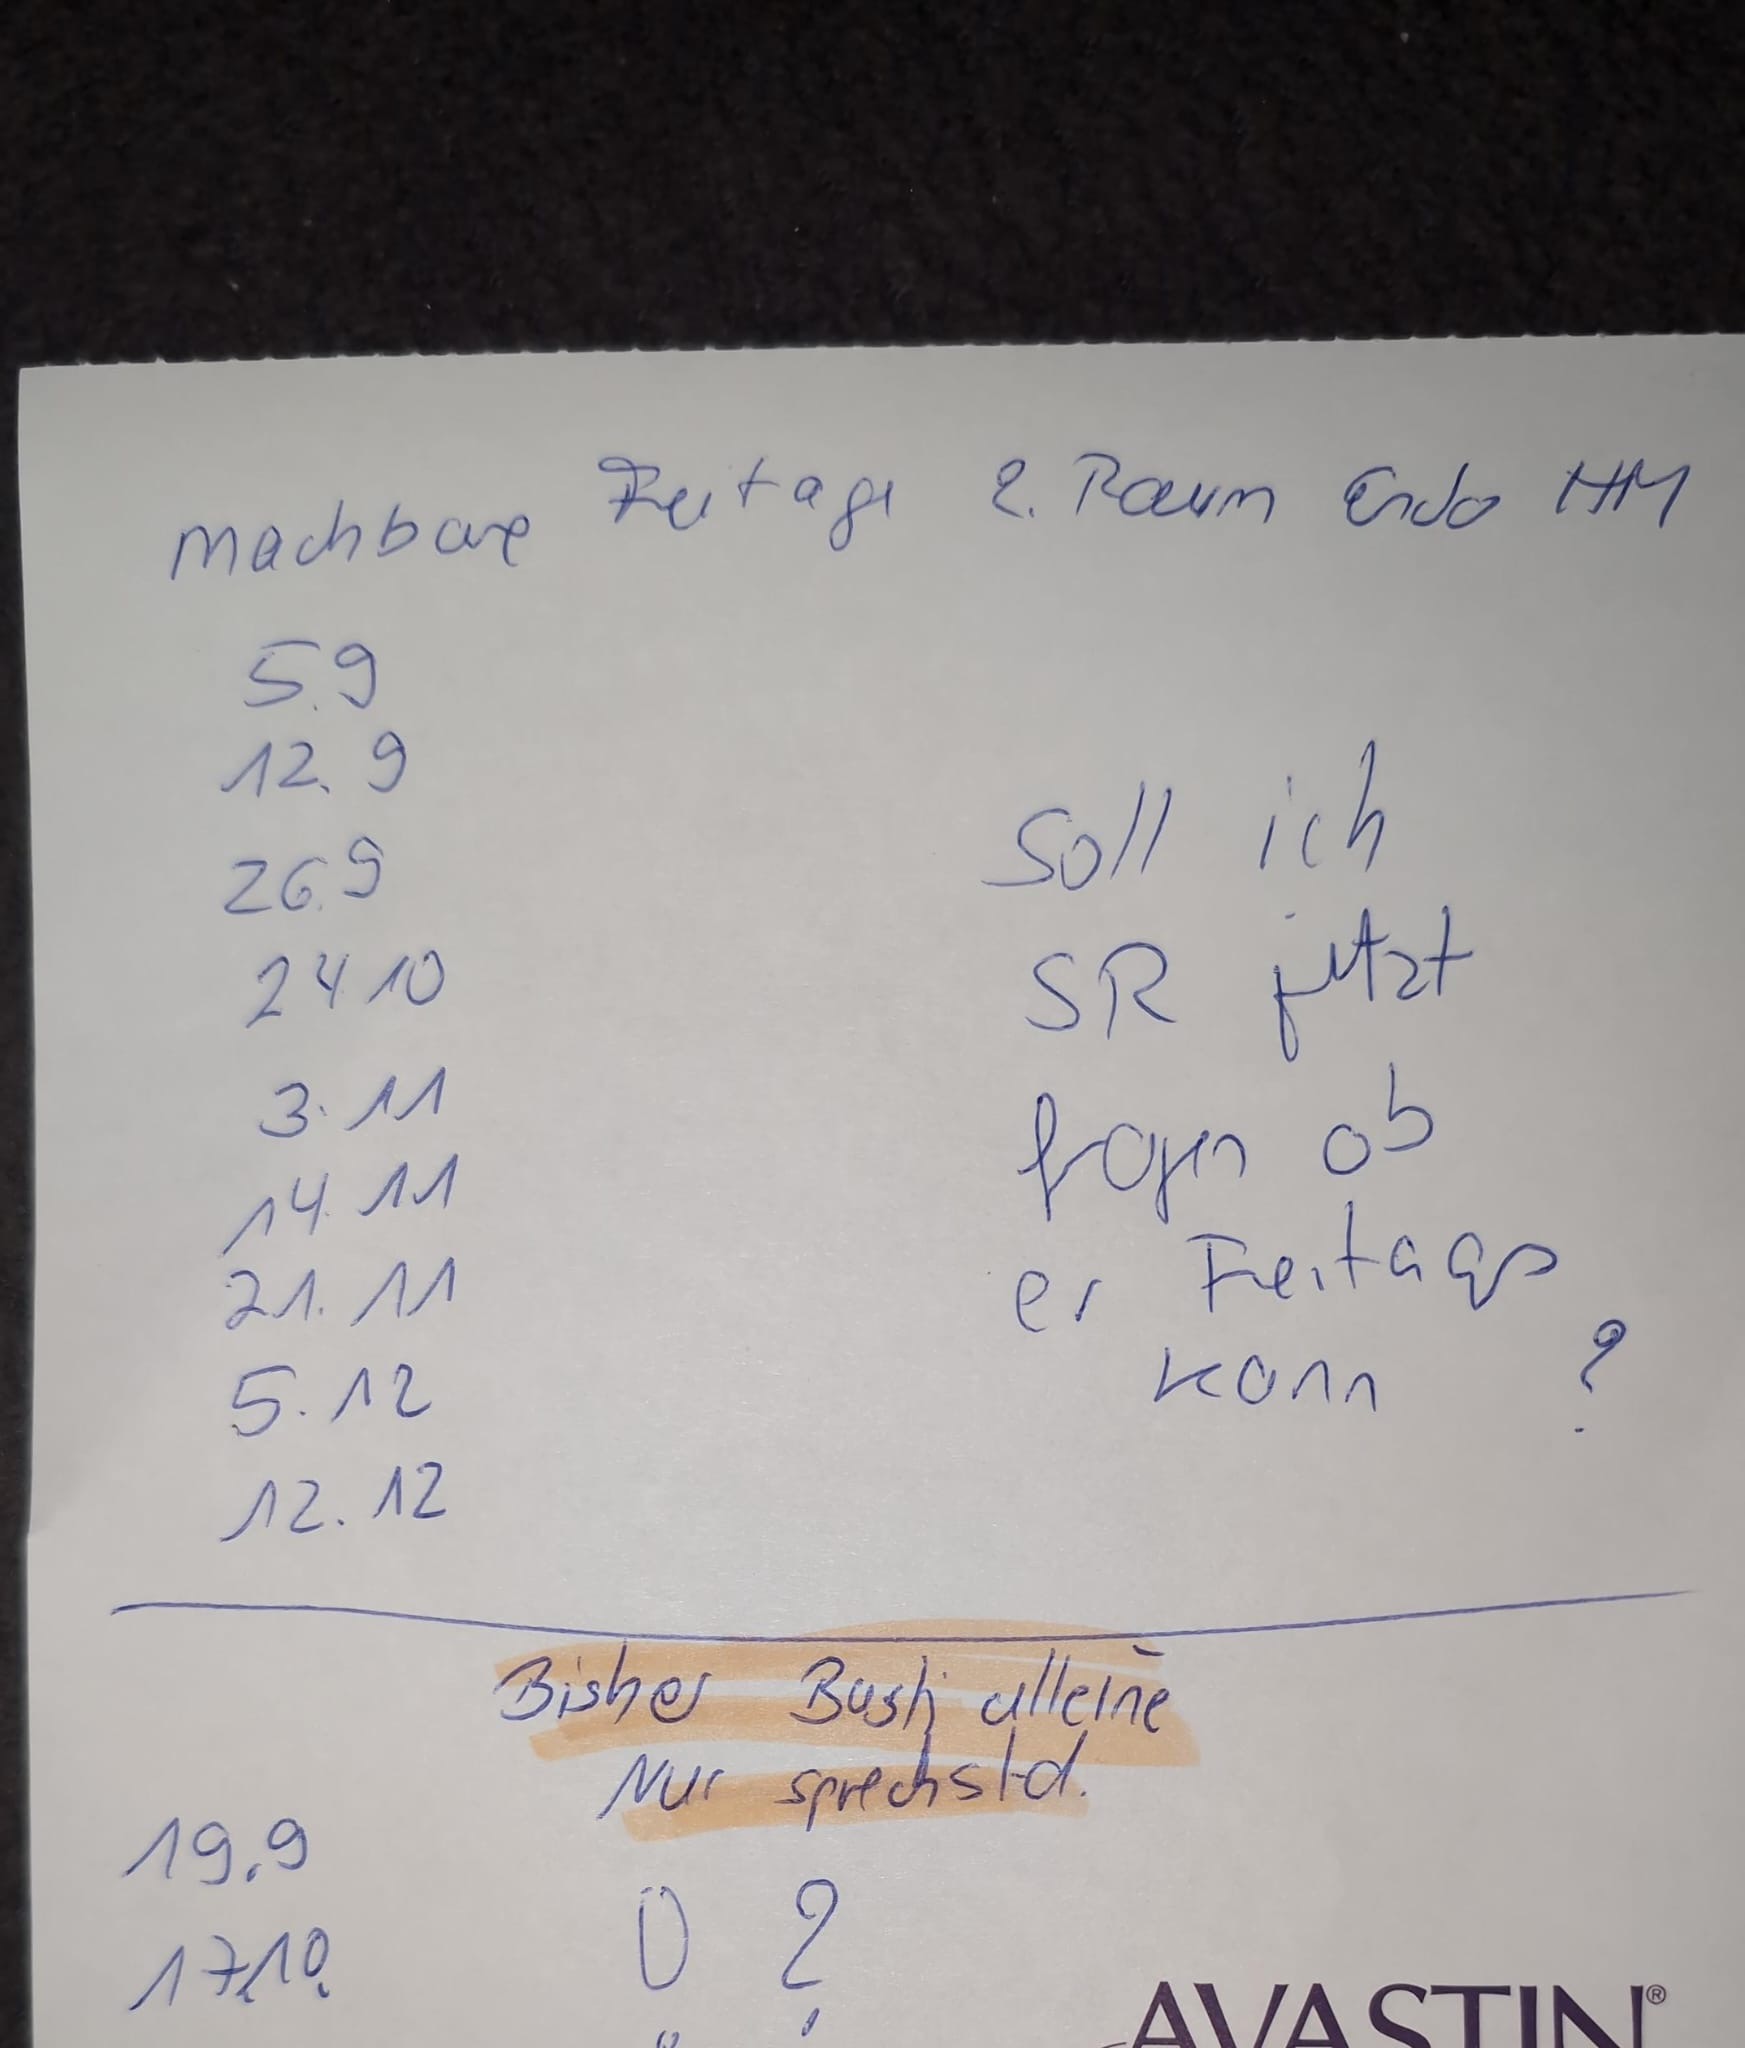 machbare Freitage 2. Raum Endo HM
5.9
12.9
26.9
24 10
3.11
14.11
21.11
5.12
12.12
Soll ich
SR jetzt
fragen ob
er Freitags
kann ?
Bisher Bushj alleine
Nur sprechstd.
19.9 0 ?
17.10.
AVASTIN®